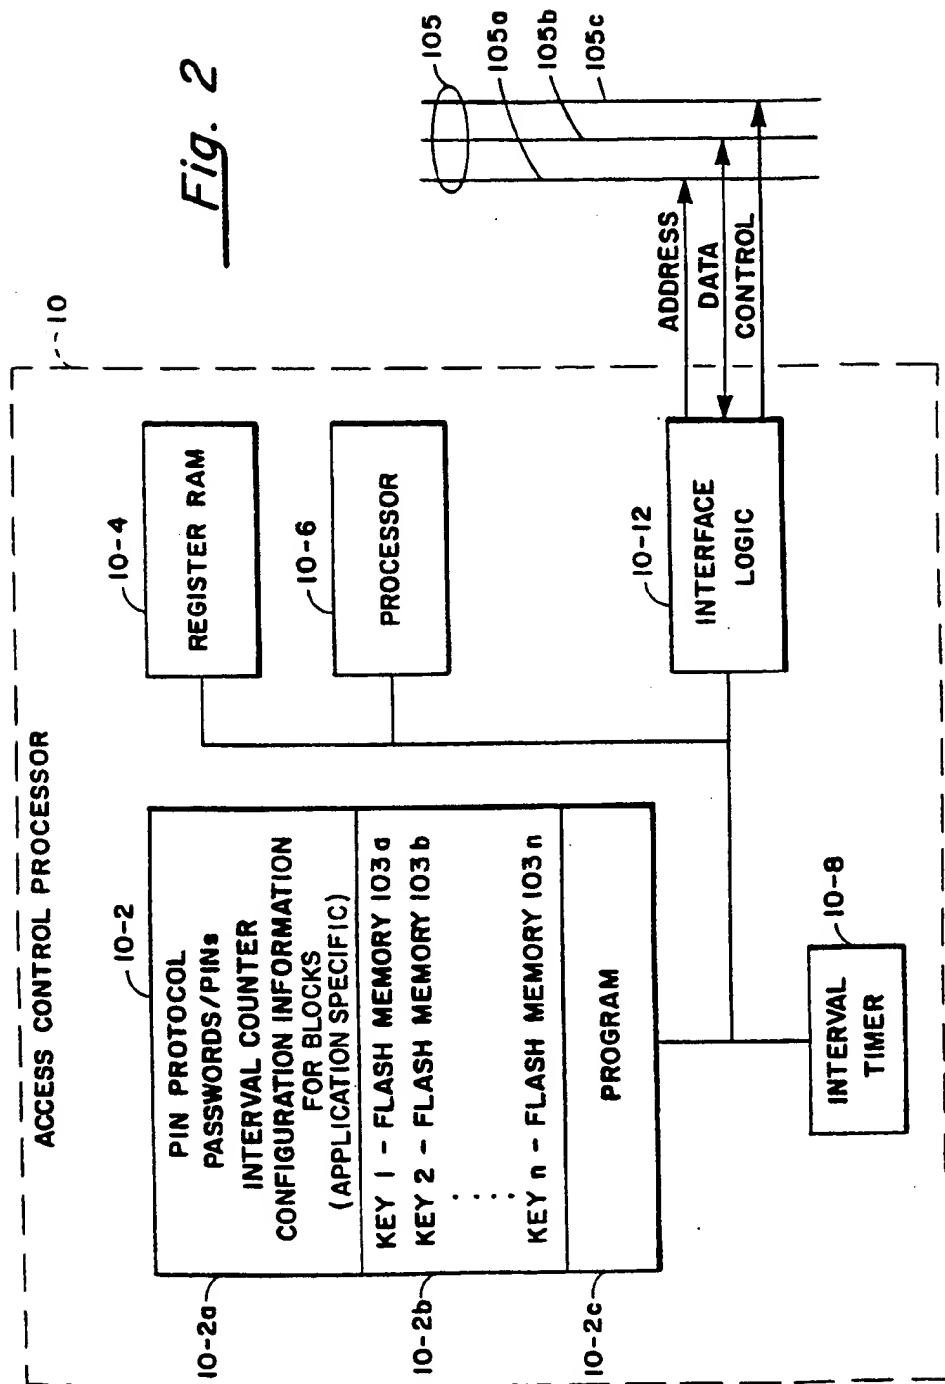 Fig. 2
ACCESS CONTROL PROCESSOR
10
10-2
10-2a
PIN PROTOCOL
PASSWORDS/PINs
INTERVAL COUNTER
CONFIGURATION INFORMATION
FOR BLOCKS
(APPLICATION SPECIFIC)
10-2b
KEY 1 - FLASH MEMORY 103a
KEY 2 - FLASH MEMORY 103b
.....
KEY n - FLASH MEMORY 103n
10-2c
PROGRAM
10-4
REGISTER RAM
10-6
PROCESSOR
10-8
INTERVAL
TIMER
10-12
INTERFACE
LOGIC
ADDRESS
DATA
CONTROL
105
105a
105b
105c